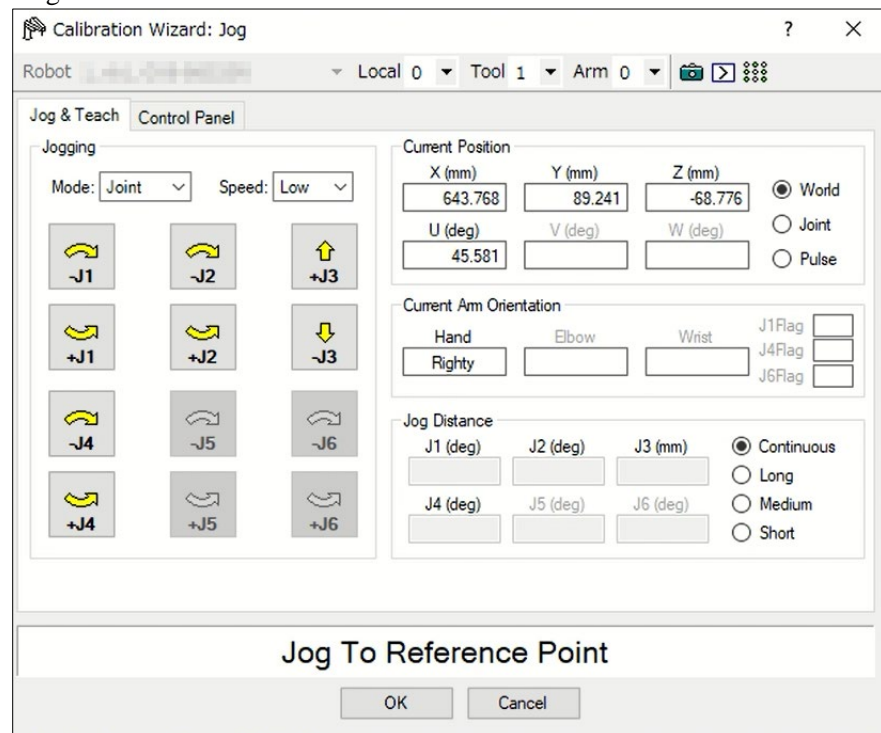 Calibration Wizard: Jog ?
Robot Local 0 Tool 1 Arm 0
Jog & Teach Control Panel
Jogging
Mode: Joint Speed: Low
-J1 -J2 +J3
+J1 +J2 -J3
-J4 -J5 -J6
+J4 +J5 +J6
Current Position
X (mm) Y (mm) Z (mm)
643.768 89.241 -68.776
U (deg) V (deg) W (deg)
45.581
World
Joint
Pulse
Current Arm Orientation
Hand Elbow Wrist
Righty
J1Flag
J4Flag
J6Flag
Jog Distance
J1 (deg) J2 (deg) J3 (mm)
J4 (deg) J5 (deg) J6 (deg)
Continuous
Long
Medium
Short
Jog To Reference Point
OK Cancel